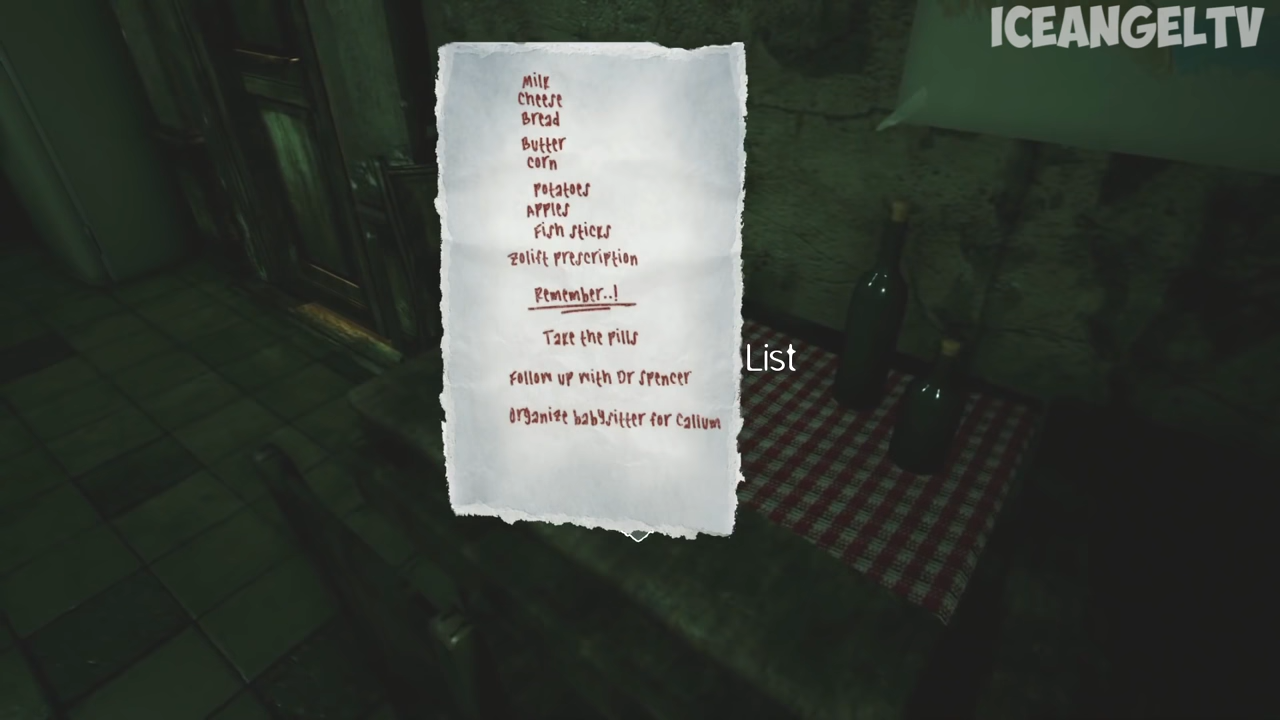 ICEANGELTV
Milk
Cheese
Bread
Butter
Corn
Potatoes
Apples
Fish sticks
Zolift prescription
Remember..!
Take the pills
Follow up with Dr Spencer
Organize babysitter for Callum
List